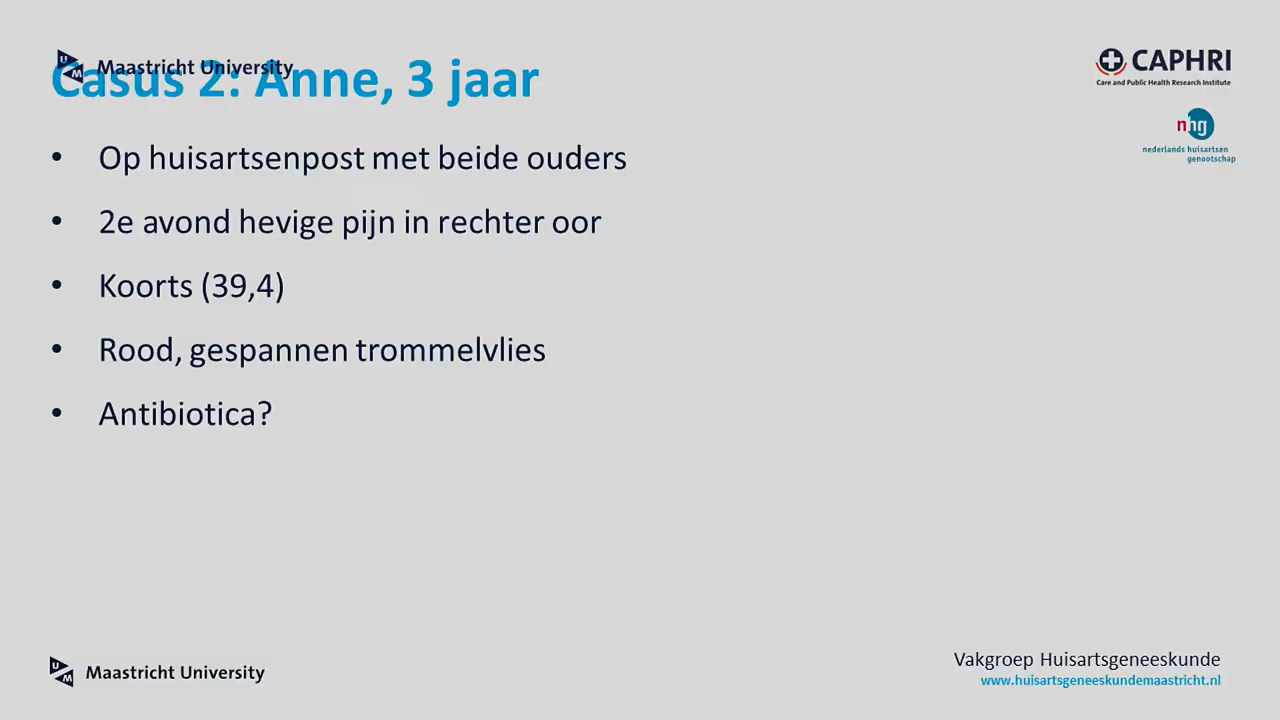 Maastricht University
Casus 2: Anne, 3 jaar
CAPHRI
Care and Public Health Research Institute
nhg
nederlands huisartsen
genootschap
• Op huisartsenpost met beide ouders
• 2e avond hevige pijn in rechter oor
• Koorts (39,4)
• Rood, gespannen trommelvlies
• Antibiotica?
UM Maastricht University
Vakgroep Huisartsgeneeskunde
www.huisartsgeneeskundemaastricht.nl